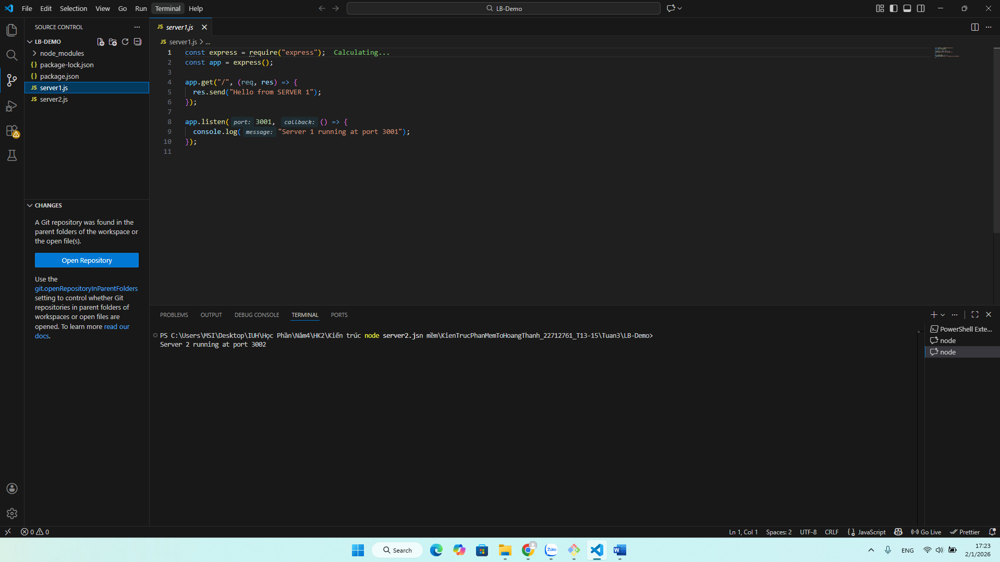 File Edit Selection View Go Run Terminal Help
LB-Demo
SOURCE CONTROL
LB-DEMO
node_modules
{} package-lock.json
{} package.json
JS server1.js
JS server2.js
CHANGES
A Git repository was found in the
parent folders of the workspace or
the open file(s).
Open Repository
Use the
git.openRepositoryInParentFolders
setting to control whether Git
repositories in parent folders of
workspaces or open files are
opened. To learn more read our
docs.
JS server1.js
JS server1.js > ...
1 const express = require("express"); Calculating...
2 const app = express();
3
4 app.get("/", (req, res) => {
5 res.send("Hello from SERVER 1");
6 });
7
8 app.listen( port: 3001, callback: () => {
9 console.log( message: "Server 1 running at port 3001");
10 });
11
PROBLEMS OUTPUT DEBUG CONSOLE TERMINAL PORTS
PS C:\Users\MSI\Desktop\IUH\Học Phần\Năm4\HK2\Kiến trúc node server2.jsn mềm\KienTrucPhanMemToHoangThanh_22712761_T13-15\Tuan3\LB-Demo>
Server 2 running at port 3002
PowerShell Exte...
node
node
0 0
Ln 1, Col 1 Spaces: 2 UTF-8 CRLF {} JavaScript Go Live Prettier
Search
Zalo
W
ENG
17:23
2/1/2026